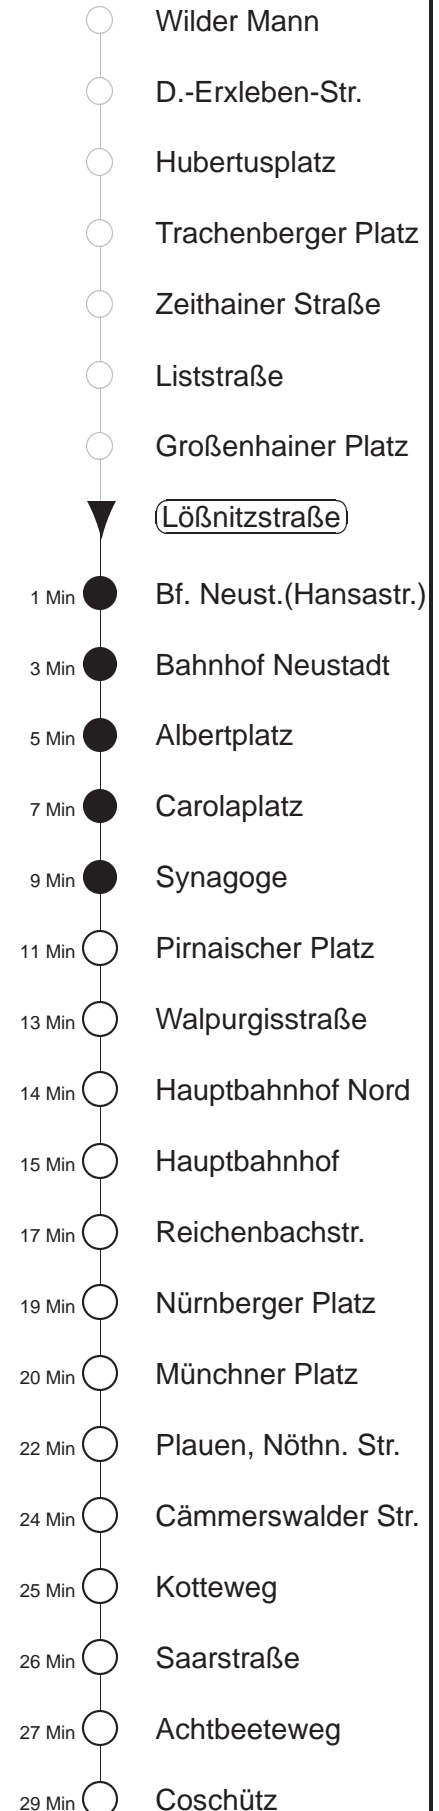 Wilder Mann
D.-Erxleben-Str.
Hubertusplatz
Trachenberger Platz
Zeithainer Straße
Liststraße
Großenhainer Platz
Lößnitzstraße
1 Min Bf. Neust.(Hansastr.)
3 Min Bahnhof Neustadt
5 Min Albertplatz
7 Min Carolaplatz
9 Min Synagoge
11 Min Pirnaischer Platz
13 Min Walpurgisstraße
14 Min Hauptbahnhof Nord
15 Min Hauptbahnhof
17 Min Reichenbachstr.
19 Min Nürnberger Platz
20 Min Münchner Platz
22 Min Plauen, Nöthn. Str.
24 Min Cämmerswalder Str.
25 Min Kotteweg
26 Min Saarstraße
27 Min Achtbeeteweg
29 Min Coschütz